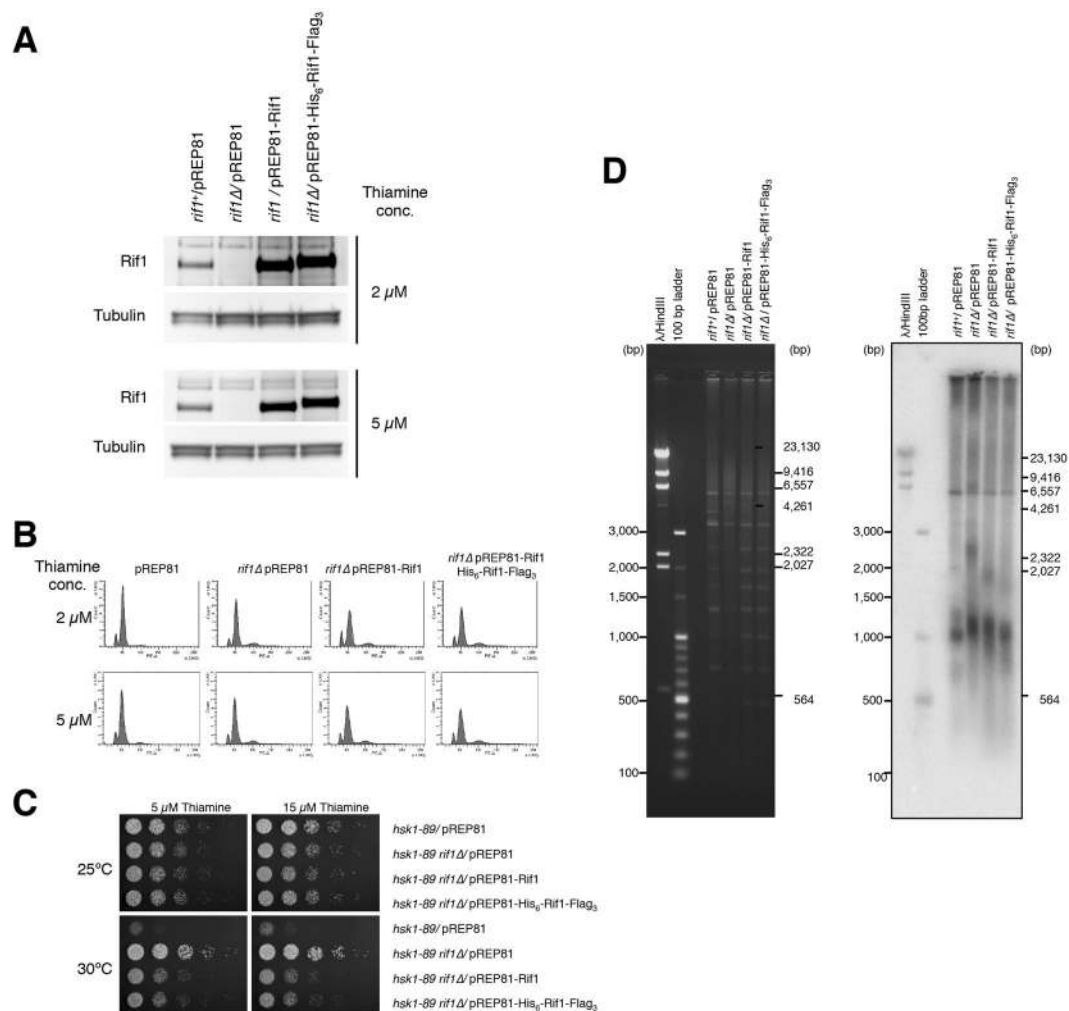 A
rif1+/pREP81
rif1Δ/pREP81
rif1 / pREP81-Rif1
rif1Δ/pREP81-His6-Rif1-Flag3
Thiamine
conc.
Rif1
Tubulin
2 µM
Rif1
Tubulin
5 µM
B
Thiamine
conc.
pREP81
rif1Δ pREP81
rif1Δ pREP81-Rif1
rif1Δ pREP81-Rif1
His6-Rif1-Flag3
2 µM
5 µM
C
5 µM Thiamine
15 µM Thiamine
25ºC
hsk1-89/ pREP81
hsk1-89 rif1Δ/ pREP81
hsk1-89 rif1Δ/ pREP81-Rif1
hsk1-89 rif1Δ/ pREP81-His6-Rif1-Flag3
30ºC
hsk1-89/ pREP81
hsk1-89 rif1Δ/ pREP81
hsk1-89 rif1Δ/ pREP81-Rif1
hsk1-89 rif1Δ/ pREP81-His6-Rif1-Flag3
D
λ/HindIII
100 bp ladder
rif1+/ pREP81
rif1Δ/ pREP81
rif1Δ/ pREP81-Rif1
rif1Δ/ pREP81-His6-Rif1-Flag3
(bp)
(bp)
3,000
2,000
1,500
1,000
500
100
23,130
9,416
6,557
4,261
2,322
2,027
564
λ/HindIII
100bp ladder
rif1+/ pREP81
rif1Δ/ pREP81
rif1Δ/ pREP81-Rif1
rif1Δ/ pREP81-His6-Rif1-Flag3
(bp)
(bp)
3,000
2,000
1,500
1,000
500
100
23,130
9,416
6,557
4,261
2,322
2,027
564